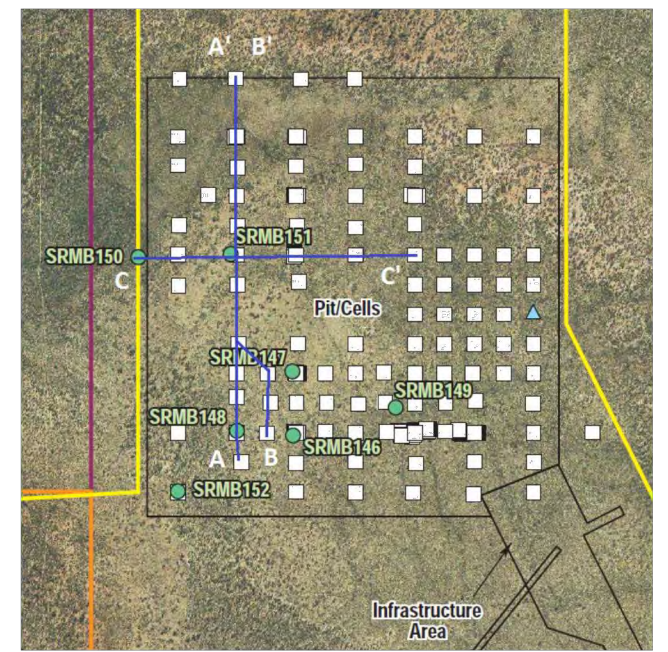 A' B'
SRMB151
SRMB150
C
C'
Pit/Cells
SRMB147
SRMB149
SRMB148
SRMB146
A B
SRMB152
Infrastructure
Area